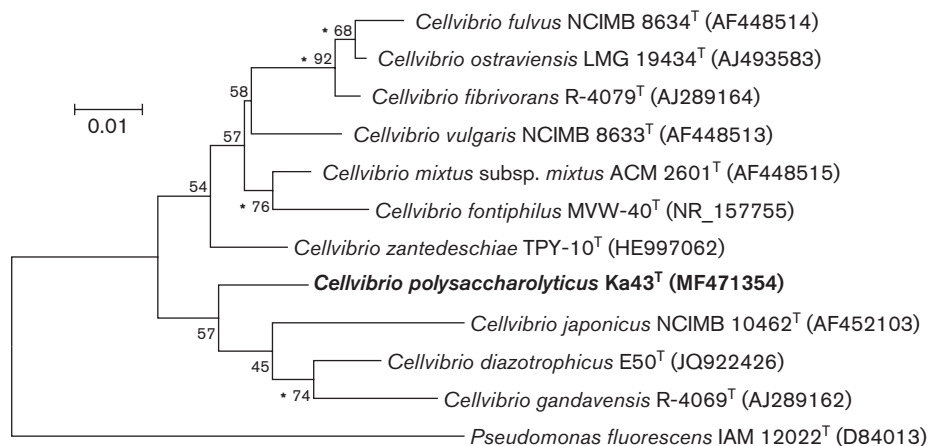 Cellvibrio fulvus NCIMB 8634T (AF448514)
* 68
Cellvibrio ostraviensis LMG 19434T (AJ493583)
* 92
Cellvibrio fibrivorans R-4079T (AJ289164)
58
0.01
Cellvibrio vulgaris NCIMB 8633T (AF448513)
57
Cellvibrio mixtus subsp. mixtus ACM 2601T (AF448515)
54
* 76
Cellvibrio fontiphilus MVW-40T (NR_157755)
Cellvibrio zantedeschiae TPY-10T (HE997062)
Cellvibrio polysaccharolyticus Ka43T (MF471354)
57
Cellvibrio japonicus NCIMB 10462T (AF452103)
45
Cellvibrio diazotrophicus E50T (JQ922426)
* 74
Cellvibrio gandavensis R-4069T (AJ289162)
Pseudomonas fluorescens IAM 12022T (D84013)